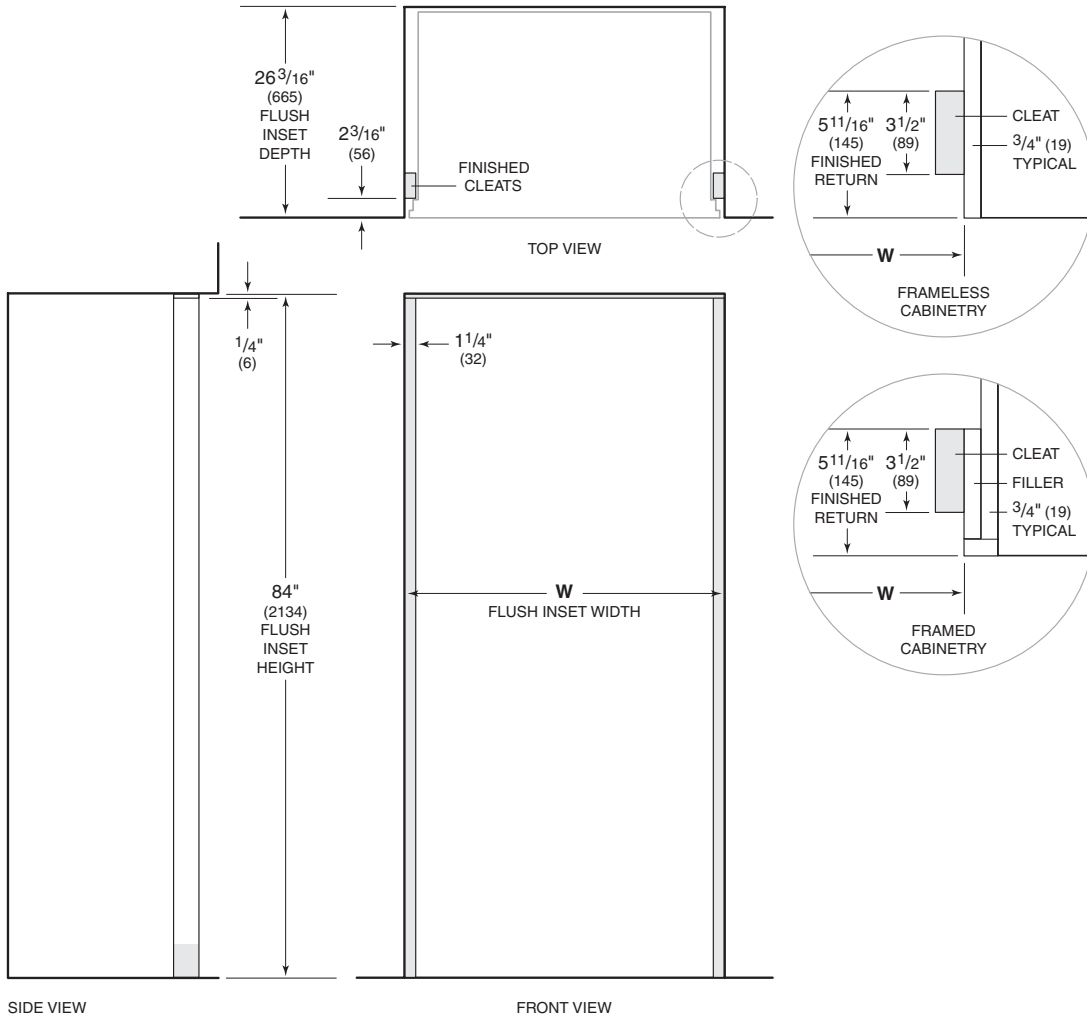 26 3/16"
(665)
FLUSH
INSET
DEPTH
2 3/16"
(56)
FINISHED
CLEATS
TOP VIEW
5 11/16"
(145)
FINISHED
RETURN
3 1/2"
(89)
CLEAT
3/4" (19)
TYPICAL
W
FRAMELESS
CABINETRY
1/4"
(6)
1 1/4"
(32)
84"
(2134)
FLUSH
INSET
HEIGHT
W
FLUSH INSET WIDTH
5 11/16"
(145)
FINISHED
RETURN
3 1/2"
(89)
CLEAT
FILLER
3/4" (19)
TYPICAL
W
FRAMED
CABINETRY
SIDE VIEW
FRONT VIEW